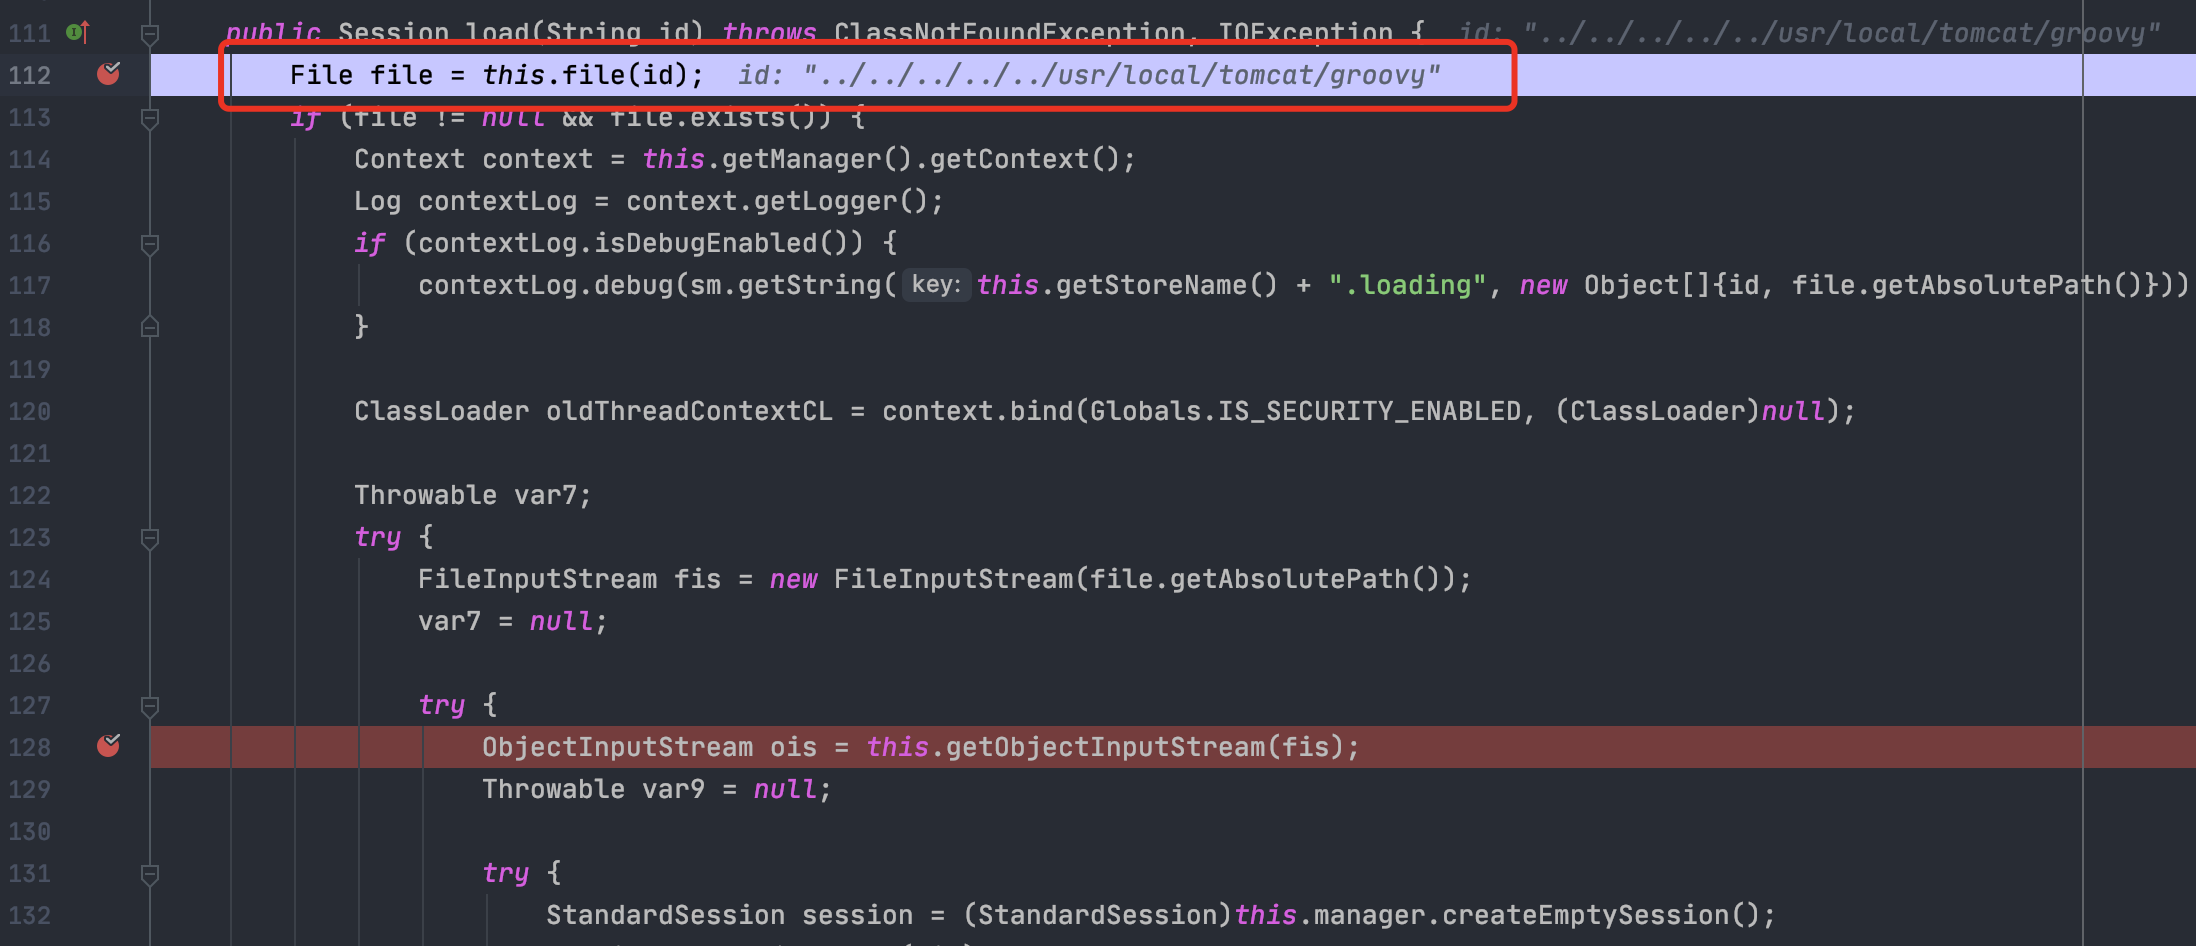 111 public Session load(String id) throws ClassNotFoundException, IOException { id: "../../../../../usr/local/tomcat/groovy"
112 File file = this.file(id); id: "../../../../../usr/local/tomcat/groovy"
113 if (file != null && file.exists()) {
114 Context context = this.getManager().getContext();
115 Log contextLog = context.getLogger();
116 if (contextLog.isDebugEnabled()) {
117 contextLog.debug(sm.getString( key: this.getStoreName() + ".loading", new Object[]{id, file.getAbsolutePath()}))
118 }
119
120 ClassLoader oldThreadContextCL = context.bind(Globals.IS_SECURITY_ENABLED, (ClassLoader)null);
121
122 Throwable var7;
123 try {
124 FileInputStream fis = new FileInputStream(file.getAbsolutePath());
125 var7 = null;
126
127 try {
128 ObjectInputStream ois = this.getObjectInputStream(fis);
129 Throwable var9 = null;
130
131 try {
132 StandardSession session = (StandardSession)this.manager.createEmptySession();